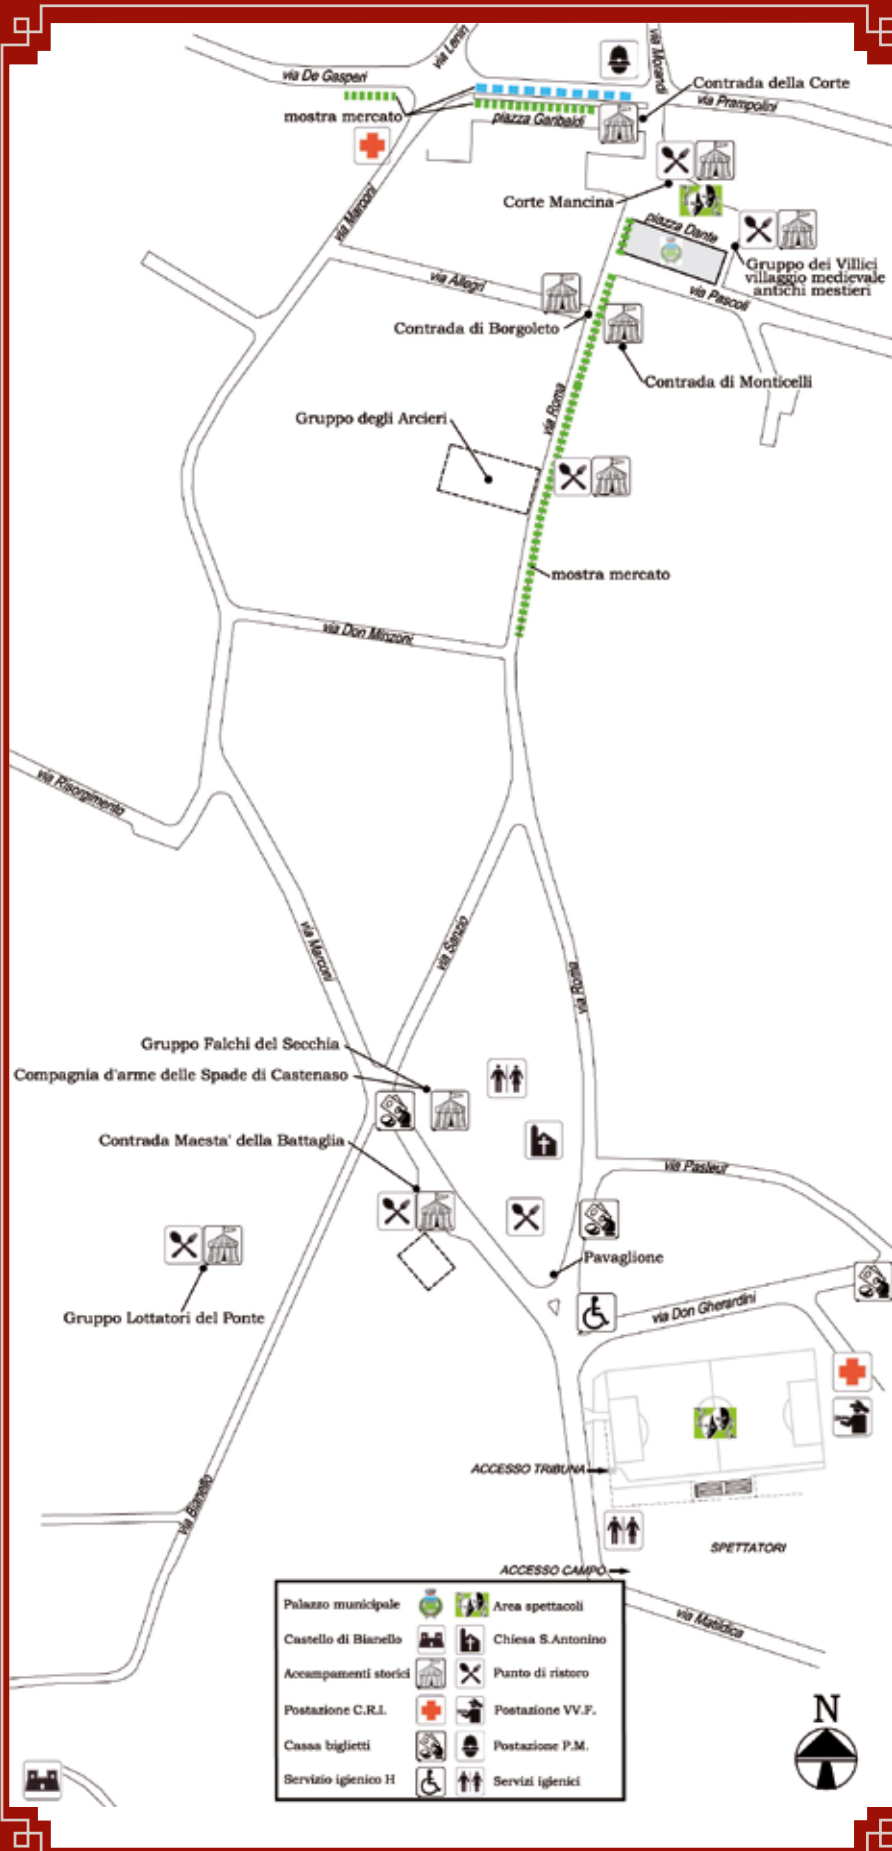 via Lenin
via Morandi
via De Gasperi
Contrada della Corte
via Prampolini
mostra mercato
piazza Garibaldi
via Marconi
Corte Mancina
piazza Dante
Gruppo dei Villici
villaggio medievale
antichi mestieri
via Allegri
via Pascoli
Contrada di Borgoleto
Contrada di Monticelli
via Roma
Gruppo degli Arcieri
mostra mercato
via Don Minzoni
via Risorgimento
via Marconi
via Sanzio
via Roma
Gruppo Falchi del Secchia
Compagnia d'arme delle Spade di Castenaso
Contrada Maesta' della Battaglia
via Pasteur
Pavaglione
via Don Gherardini
Gruppo Lottatori del Ponte
ACCESSO TRIBUNA
via Bianello
SPETTATORI
ACCESSO CAMPO
via Matildica
Palazzo municipale
Area spettacoli
Castello di Bianello
Chiesa S.Antonino
Accampamenti storici
Punto di ristoro
Postazione C.R.I.
Postazione VV.F.
Cassa biglietti
Postazione P.M.
Servizio igienico H
Servizi igienici
N